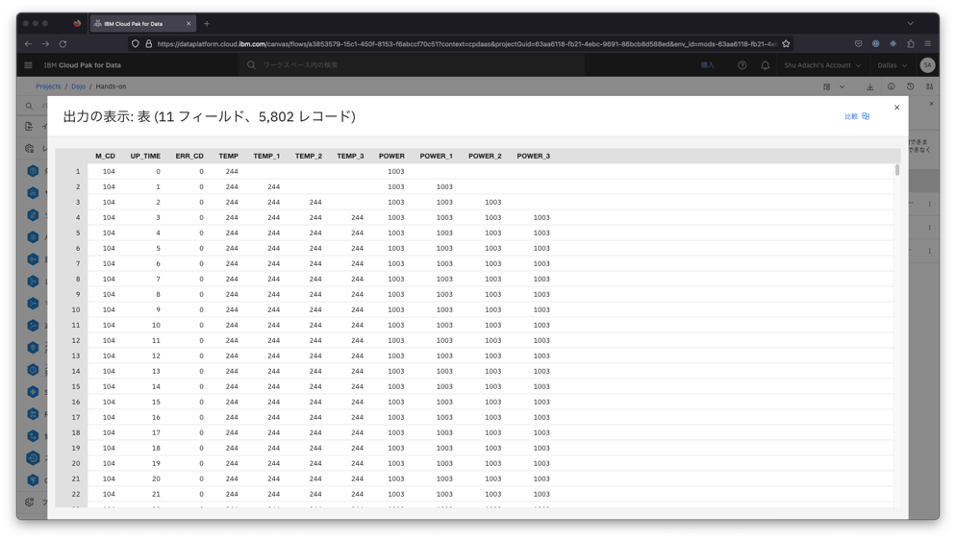 IBM Cloud Pak for Data
https://dataplatform.cloud.ibm.com/canvas/flows/a3853579-15c1-450f-8153-f6abccf70c51?context=cpdaas&projectGuid=63aa6118-fb21-4ebc-9691-86bcb8d588ed&env_id=mods-63aa6118-fb21-4eb
IBM Cloud Pak for Data
ワークスペース内の検索
購入
Shu Adachi's Account
Dallas
SA
Projects / Dojo / Hands-on
出力の表示: 表 (11 フィールド、5,802 レコード)
比較
M_CD UP_TIME ERR_CD TEMP TEMP_1 TEMP_2 TEMP_3 POWER POWER_1 POWER_2 POWER_3
1 104 0 0 244 1003
2 104 1 0 244 244 1003 1003
3 104 2 0 244 244 244 1003 1003 1003
4 104 3 0 244 244 244 244 1003 1003 1003 1003
5 104 4 0 244 244 244 244 1003 1003 1003 1003
6 104 5 0 244 244 244 244 1003 1003 1003 1003
7 104 6 0 244 244 244 244 1003 1003 1003 1003
8 104 7 0 244 244 244 244 1003 1003 1003 1003
9 104 8 0 244 244 244 244 1003 1003 1003 1003
10 104 9 0 244 244 244 244 1003 1003 1003 1003
11 104 10 0 244 244 244 244 1003 1003 1003 1003
12 104 11 0 244 244 244 244 1003 1003 1003 1003
13 104 12 0 244 244 244 244 1003 1003 1003 1003
14 104 13 0 244 244 244 244 1003 1003 1003 1003
15 104 14 0 244 244 244 244 1003 1003 1003 1003
16 104 15 0 244 244 244 244 1003 1003 1003 1003
17 104 16 0 244 244 244 244 1003 1003 1003 1003
18 104 17 0 244 244 244 244 1003 1003 1003 1003
19 104 18 0 244 244 244 244 1003 1003 1003 1003
20 104 19 0 244 244 244 244 1003 1003 1003 1003
21 104 20 0 244 244 244 244 1003 1003 1003 1003
22 104 21 0 244 244 244 244 1003 1003 1003 1003